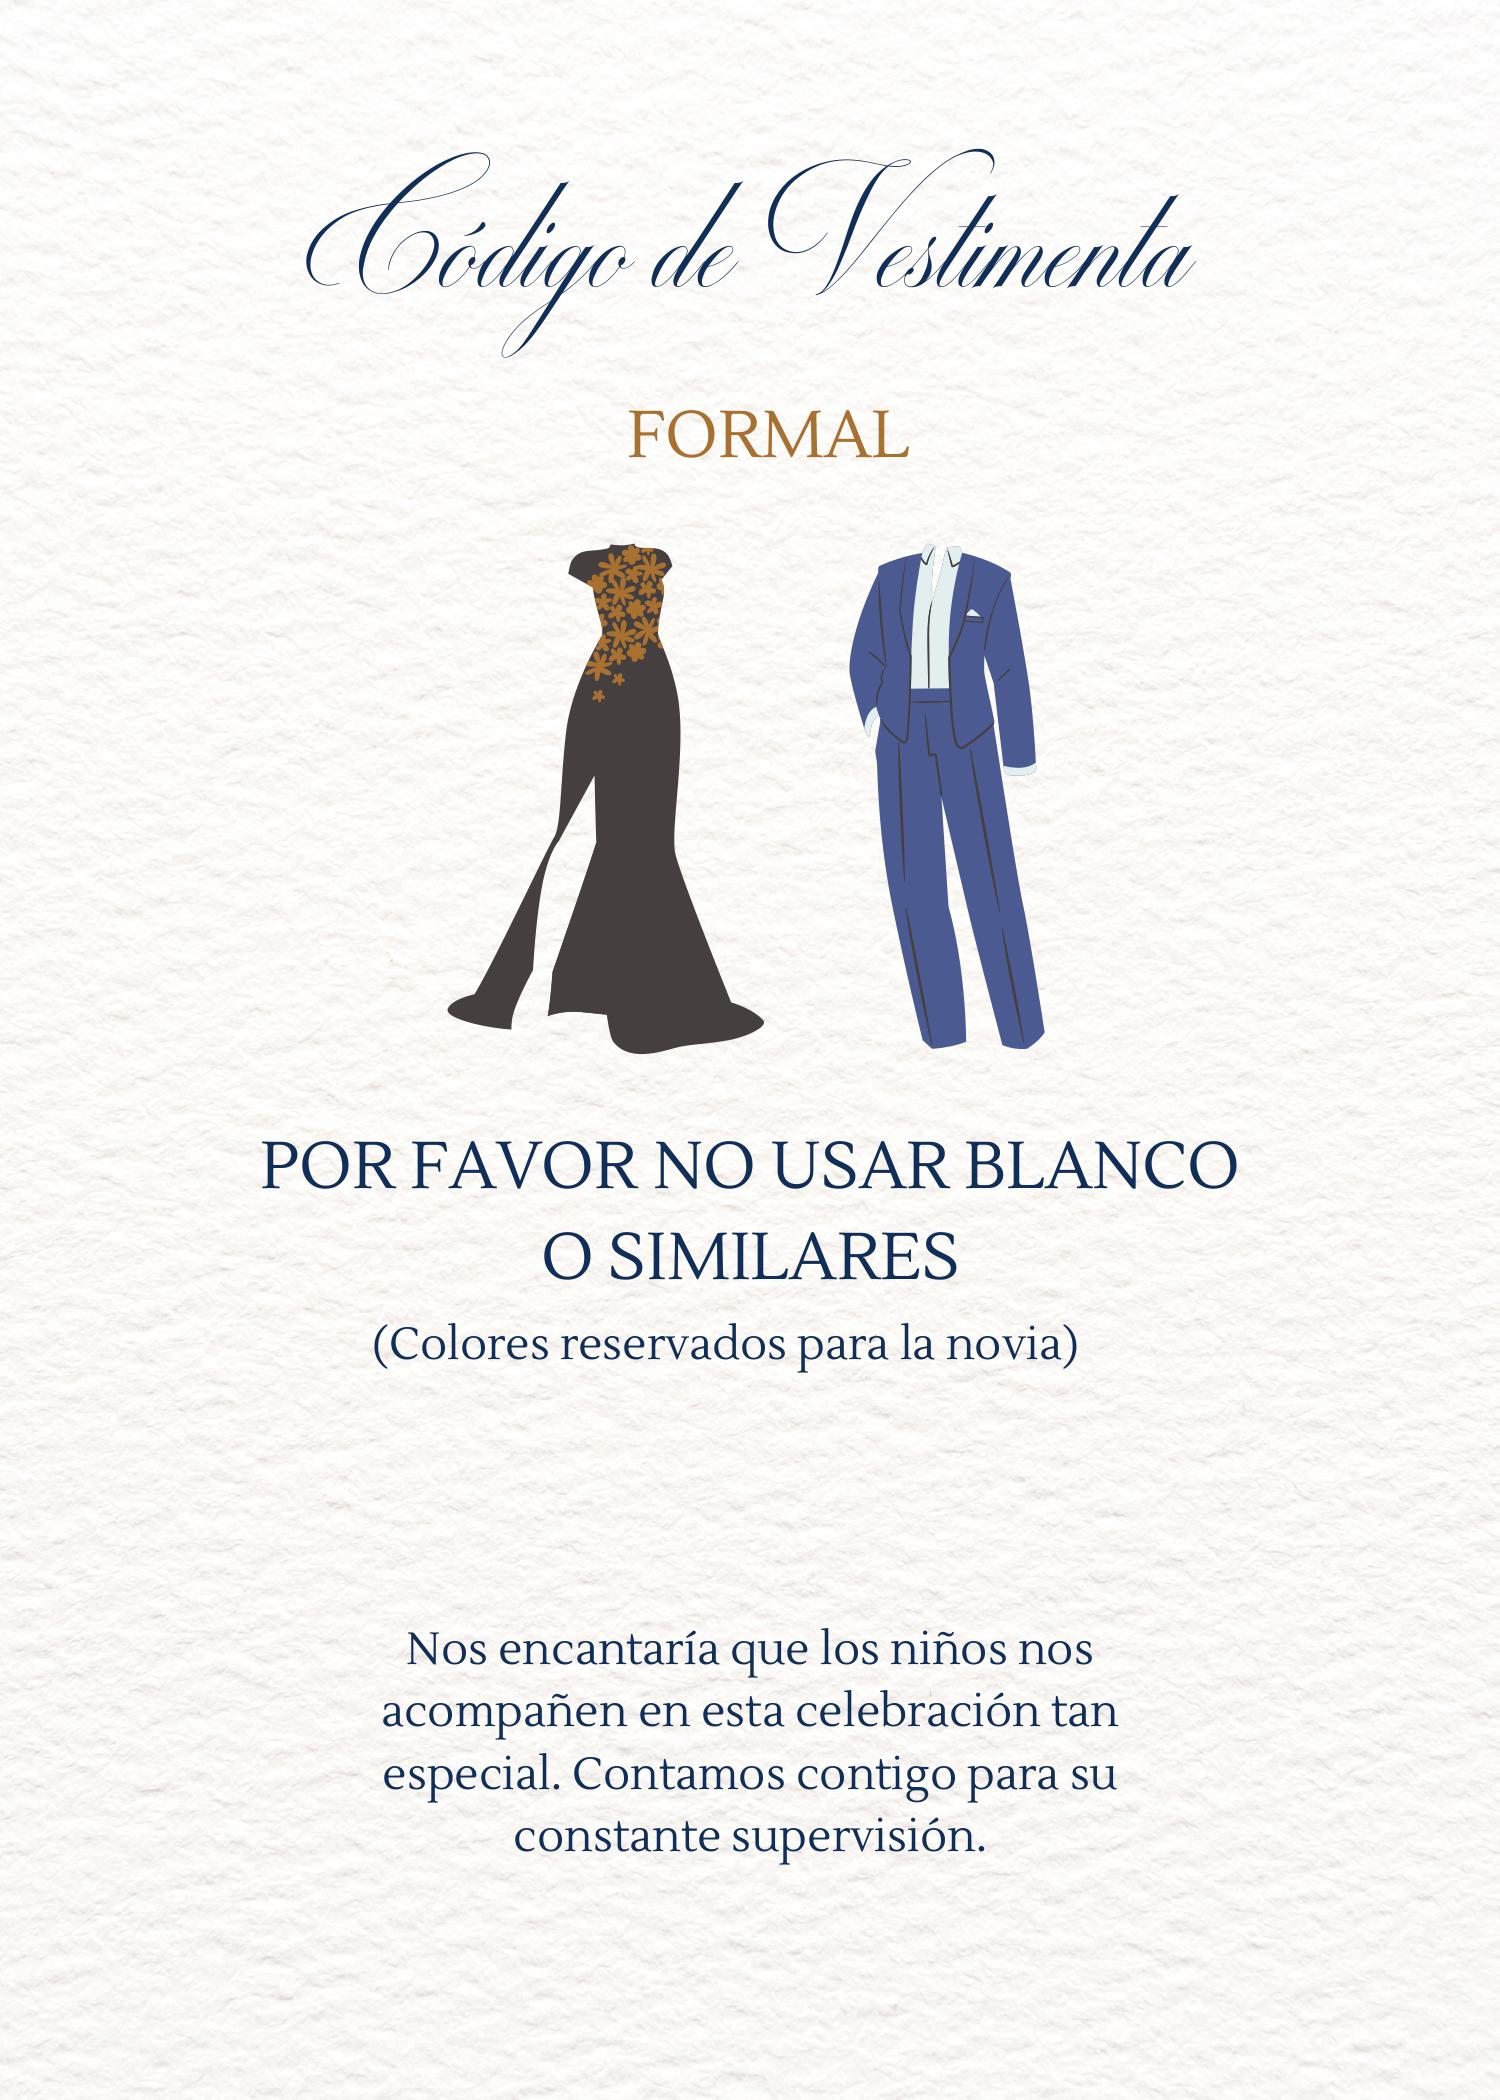 Código de Vestimenta
FORMAL
POR FAVOR NO USAR BLANCO
O SIMILARES
(Colores reservados para la novia)
Nos encantaría que los niños nos
acompañen en esta celebración tan
especial. Contamos contigo para su
constante supervisión.